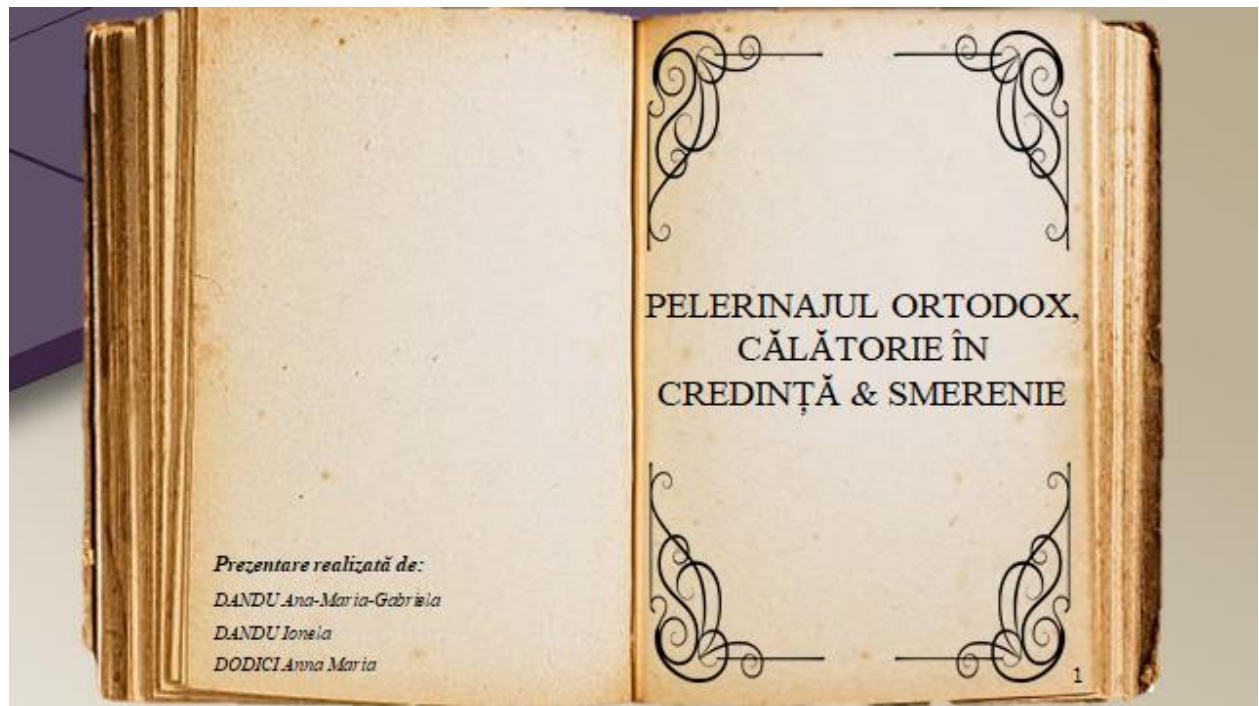 Prezentare realizată de:
DANDU Ana-Maria-Gabriela
DANDU Ionela
DODICI Anna Maria
PELERINAJUL ORTODOX,
CĂLĂTORIE ÎN
CREDINȚĂ & SMERENIE
1